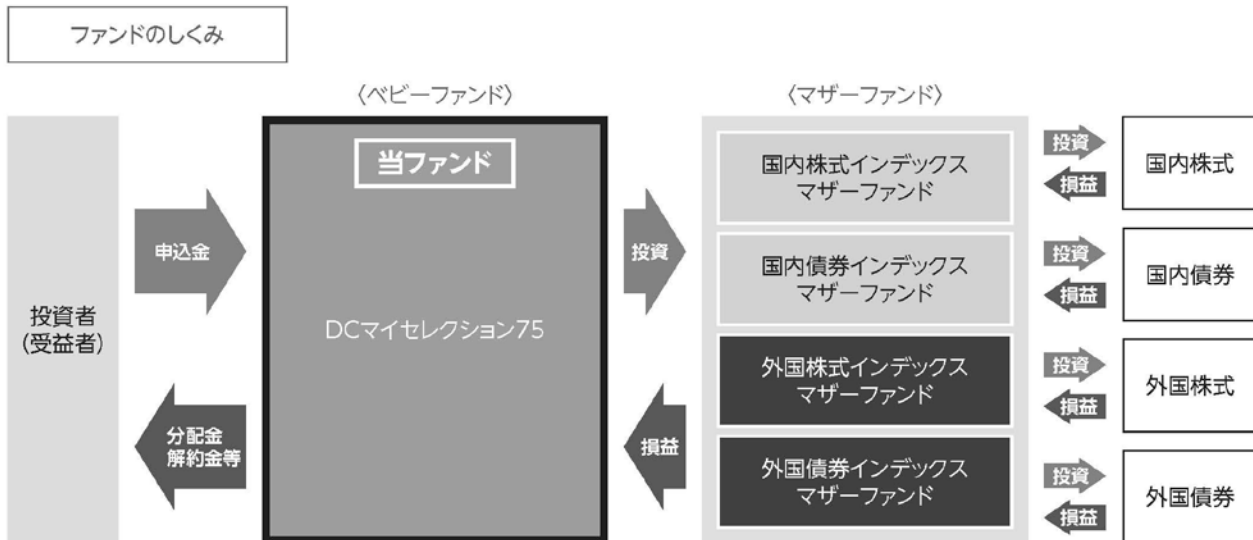 ファンドのしくみ
〈ベビーファンド〉
〈マザーファンド〉
投資者
(受益者)
申込金
分配金
解約金等
当ファンド
DCマイセレクション75
投資
損益
国内株式インデックス
マザーファンド
投資
損益
国内株式
国内債券インデックス
マザーファンド
投資
損益
国内債券
外国株式インデックス
マザーファンド
投資
損益
外国株式
外国債券インデックス
マザーファンド
投資
損益
外国債券